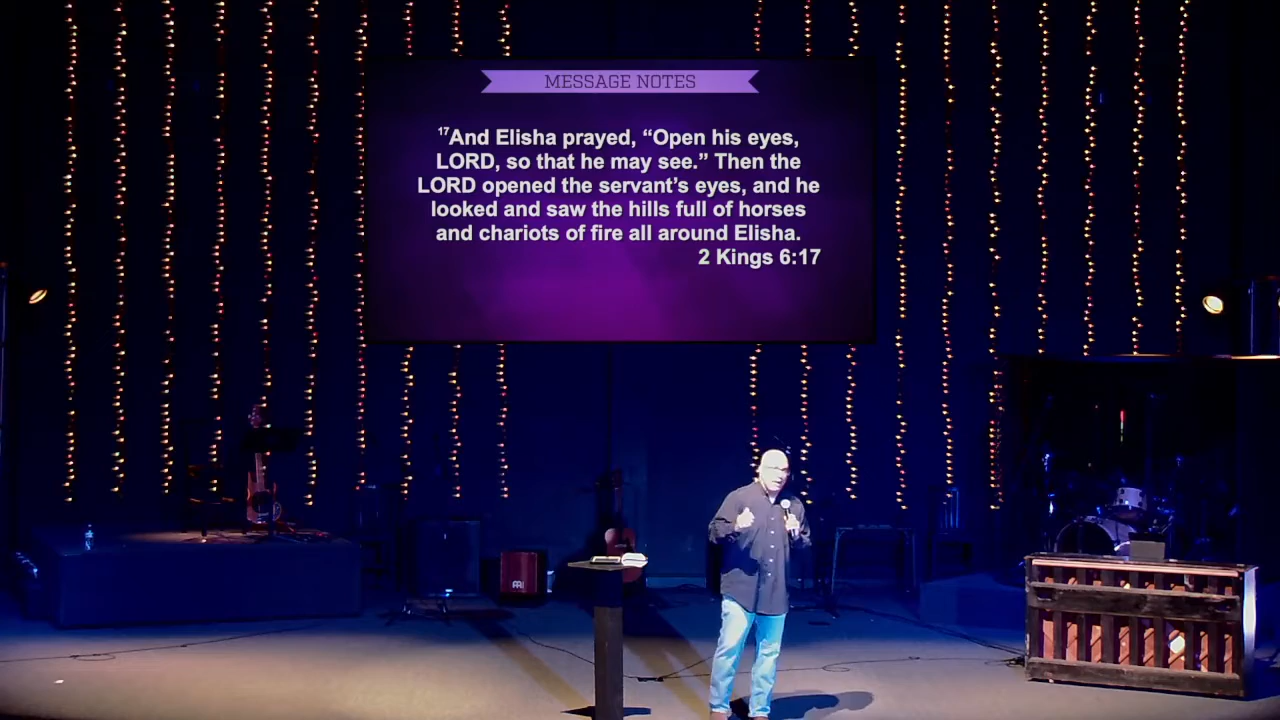 MESSAGE NOTES
17And Elisha prayed, “Open his eyes,
LORD, so that he may see.” Then the
LORD opened the servant’s eyes, and he
looked and saw the hills full of horses
and chariots of fire all around Elisha.
2 Kings 6:17